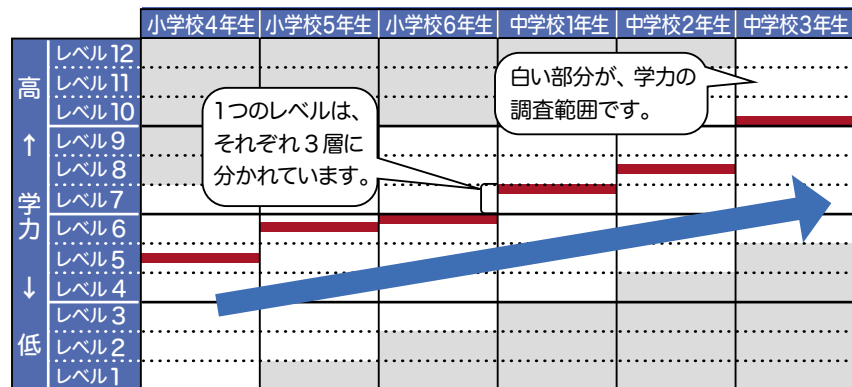 小学校4年生 小学校5年生 小学校6年生 中学校1年生 中学校2年生 中学校3年生
高
↑
学力
↓
低
レベル12
レベル11
レベル10
レベル9
レベル8
レベル7
レベル6
レベル5
レベル4
レベル3
レベル2
レベル1
1つのレベルは、
それぞれ3層に
分かれています。
白い部分が、学力の
調査範囲です。